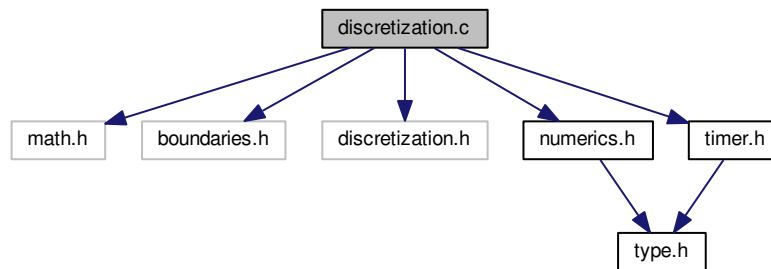 discretization.c
math.h
boundaries.h
discretization.h
numerics.h
timer.h
type.h